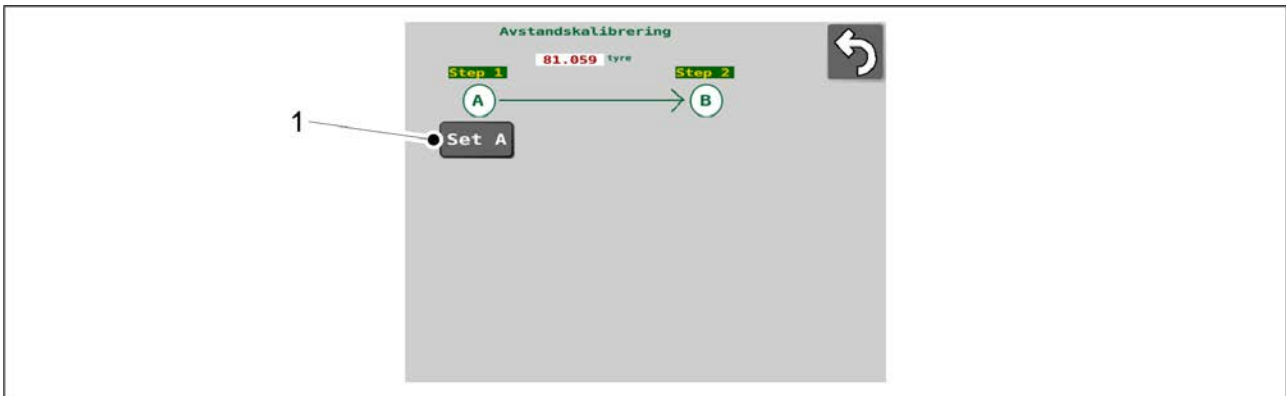 Avstandskalibrering
81.059 tyre
Step 1 Step 2
A B
1
Set A